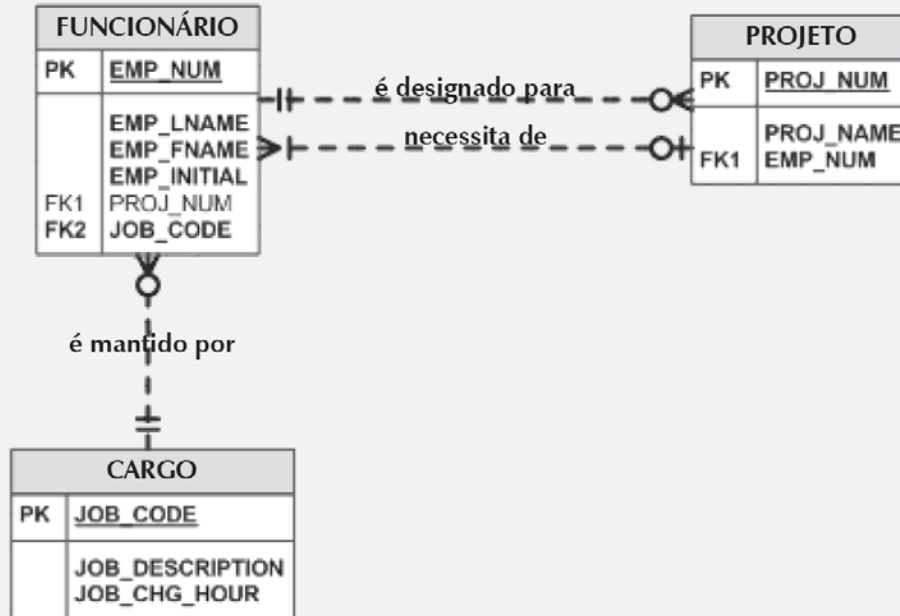 FUNCIONÁRIO
PK EMP_NUM
EMP_LNAME
EMP_FNAME
EMP_INITIAL
FK1 PROJ_NUM
FK2 JOB_CODE
é designado para
necessita de
PROJETO
PK PROJ_NUM
PROJ_NAME
FK1 EMP_NUM
é mantido por
CARGO
PK JOB_CODE
JOB_DESCRIPTION
JOB_CHG_HOUR